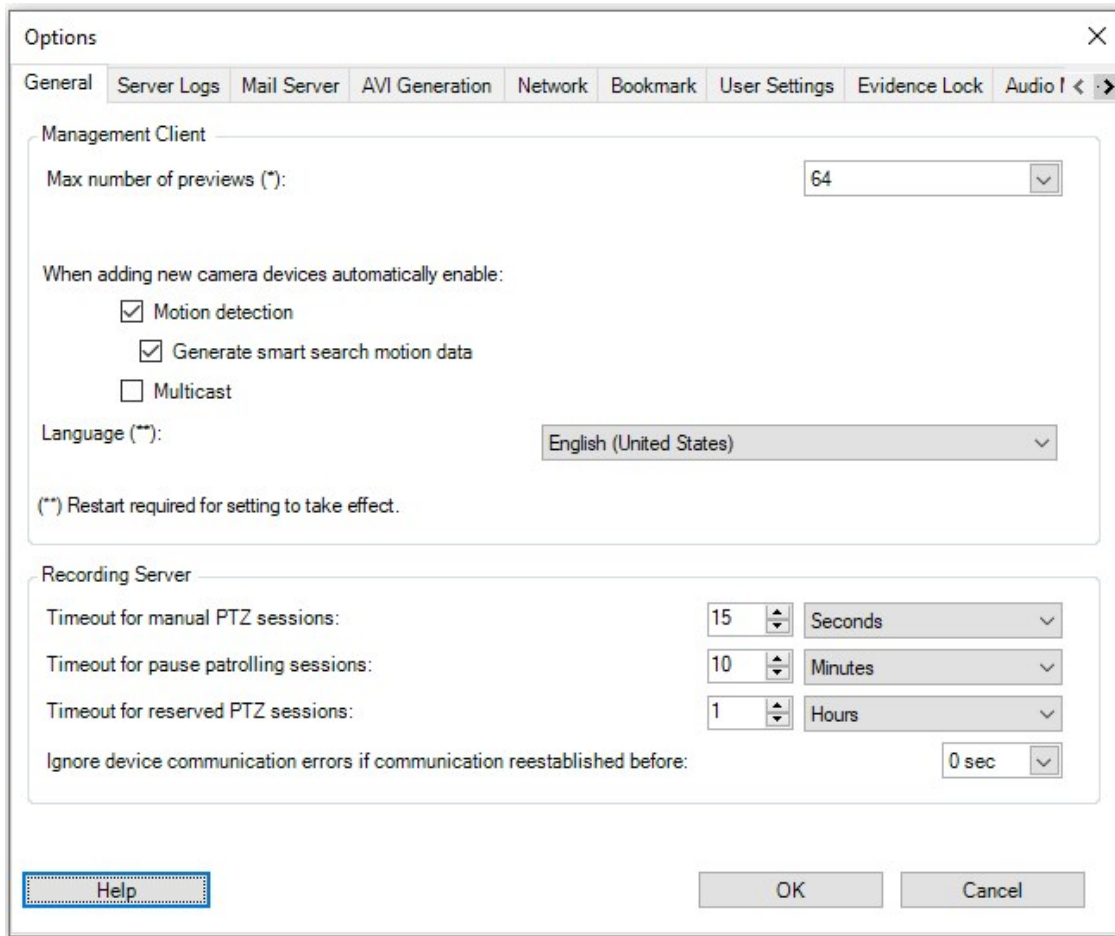 Options
General Server Logs Mail Server AVI Generation Network Bookmark User Settings Evidence Lock Audio
Management Client
Max number of previews (*): 64
When adding new camera devices automatically enable:
Motion detection
Generate smart search motion data
Multicast
Language (**): English (United States)
(**) Restart required for setting to take effect.
Recording Server
Timeout for manual PTZ sessions: 15 Seconds
Timeout for pause patrolling sessions: 10 Minutes
Timeout for reserved PTZ sessions: 1 Hours
Ignore device communication errors if communication reestablished before: 0 sec
Help OK Cancel